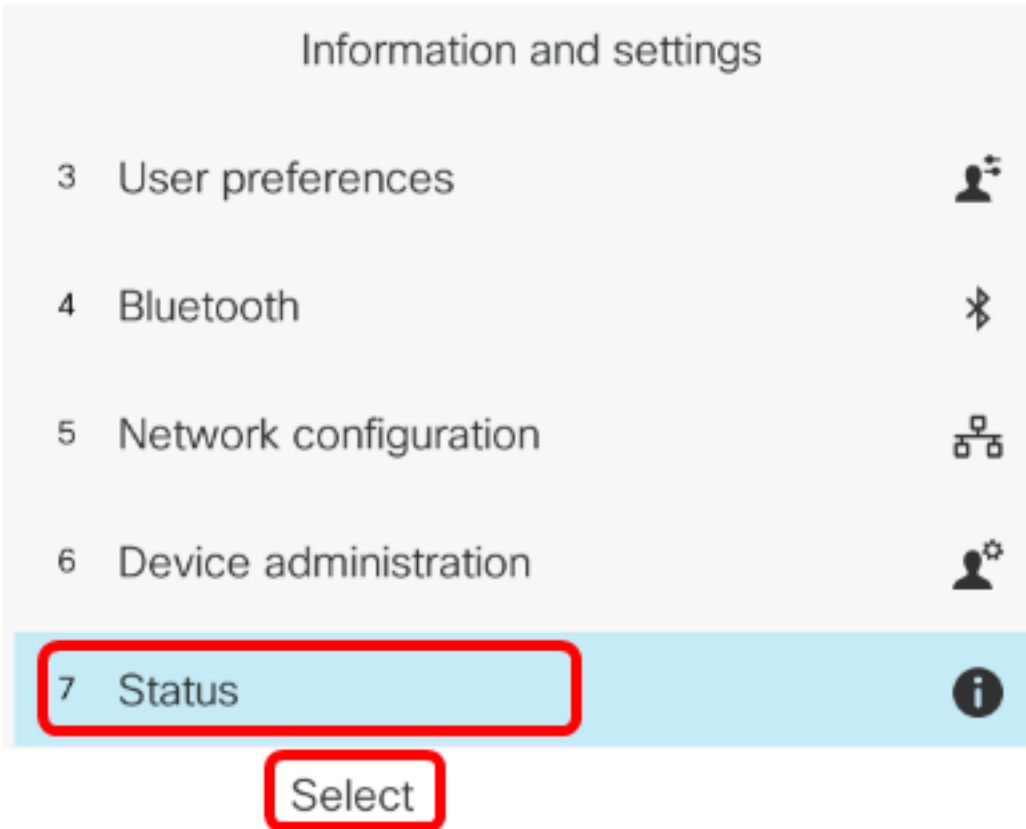 Information and settings
3 User preferences
4 Bluetooth
5 Network configuration
6 Device administration
7 Status
Select